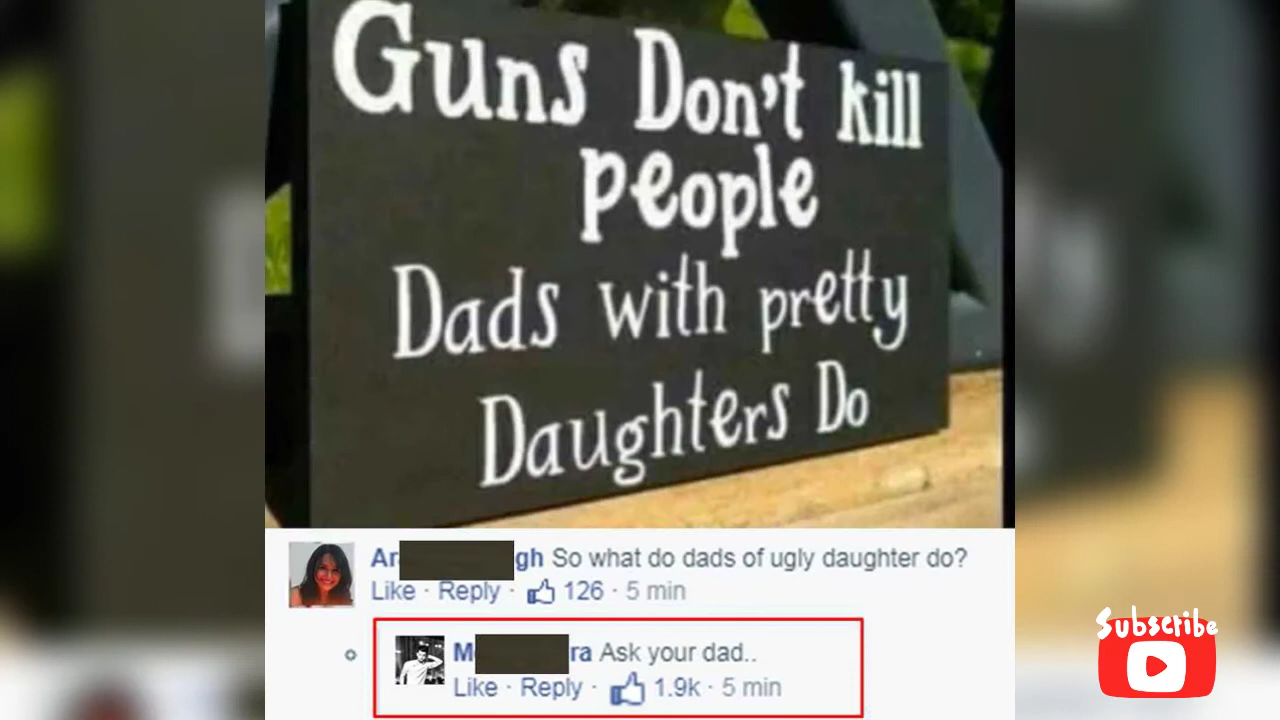 Guns Don't kill
people
Dads with pretty
Daughters Do
Ar gh So what do dads of ugly daughter do?
Like · Reply · 126 · 5 min
M ra Ask your dad..
Like · Reply · 1.9k · 5 min
Subscribe